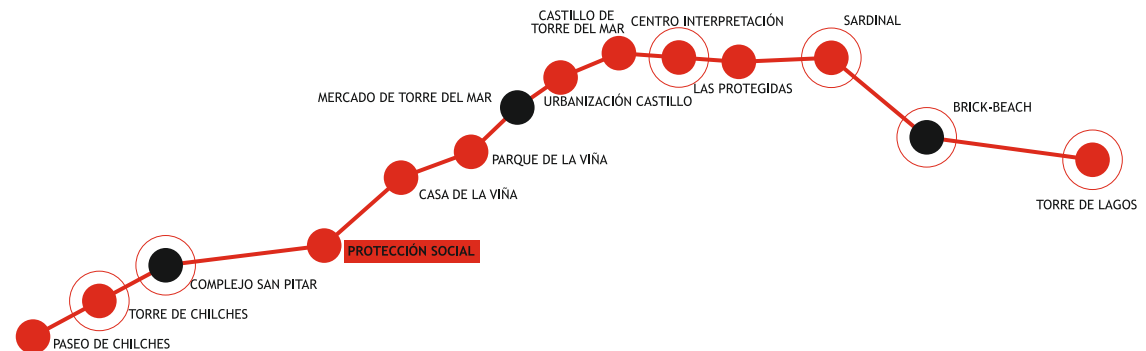 CASTILLO DE
TORRE DEL MAR
CENTRO INTERPRETACIÓN
SARDINAL
MERCADO DE TORRE DEL MAR
URBANIZACIÓN CASTILLO
LAS PROTEGIDAS
BRICK-BEACH
PARQUE DE LA VIÑA
CASA DE LA VIÑA
TORRE DE LAGOS
PROTECCIÓN SOCIAL
COMPLEJO SAN PITAR
TORRE DE CHILCHES
PASEO DE CHILCHES